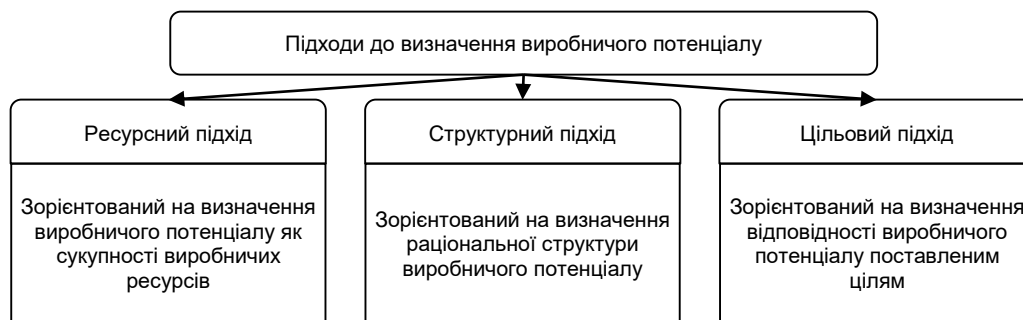 Підходи до визначення виробничого потенціалу
Ресурсний підхід
Зорієнтований на визначення
виробничого потенціалу як
сукупності виробничих
ресурсів
Структурний підхід
Зорієнтований на визначення
раціональної структури
виробничого потенціалу
Цільовий підхід
Зорієнтований на визначення
відповідності виробничого
потенціалу поставленим
цілям